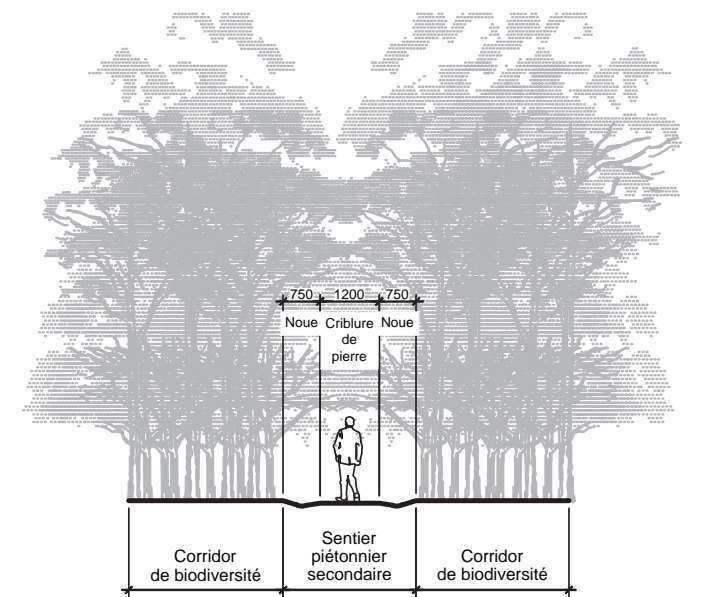 750 1200 750
Noue Criblure Noue
de
pierre
Sentier
Corridor piétonnier Corridor
de biodiversité secondaire de biodiversité